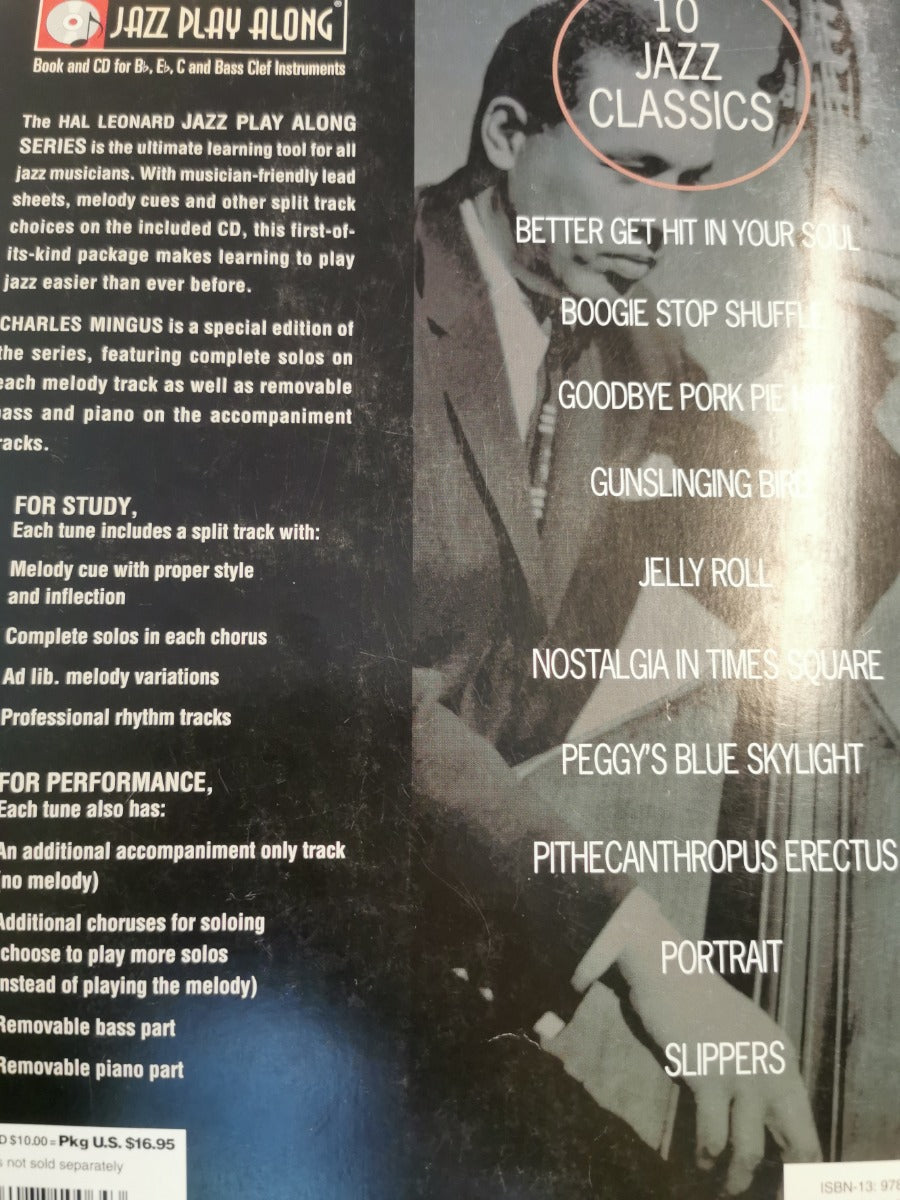 JAZZ PLAY ALONG®
Book and CD for B♭, E♭, C and Bass Clef Instruments
The HAL LEONARD JAZZ PLAY ALONG
SERIES is the ultimate learning tool for all
jazz musicians. With musician-friendly lead
sheets, melody cues and other split track
choices on the included CD, this first-of-
its-kind package makes learning to play
jazz easier than ever before.
CHARLES MINGUS is a special edition of
the series, featuring complete solos on
each melody track as well as removable
bass and piano on the accompaniment
racks.
FOR STUDY,
Each tune includes a split track with:
Melody cue with proper style
and inflection
Complete solos in each chorus
Ad lib. melody variations
Professional rhythm tracks
FOR PERFORMANCE,
Each tune also has:
An additional accompaniment only track
(no melody)
Additional choruses for soloing
choose to play more solos
nstead of playing the melody)
Removable bass part
Removable piano part
D $10.00 = Pkg U.S. $16.95
s not sold separately
10
JAZZ
CLASSICS
BETTER GET HIT IN YOUR SOUL
BOOGIE STOP SHUFFLE
GOODBYE PORK PIE HAT
GUNSLINGING BIRD
JELLY ROLL
NOSTALGIA IN TIMES SQUARE
PEGGY'S BLUE SKYLIGHT
PITHECANTHROPUS ERECTUS
PORTRAIT
SLIPPERS
ISBN-13: 978